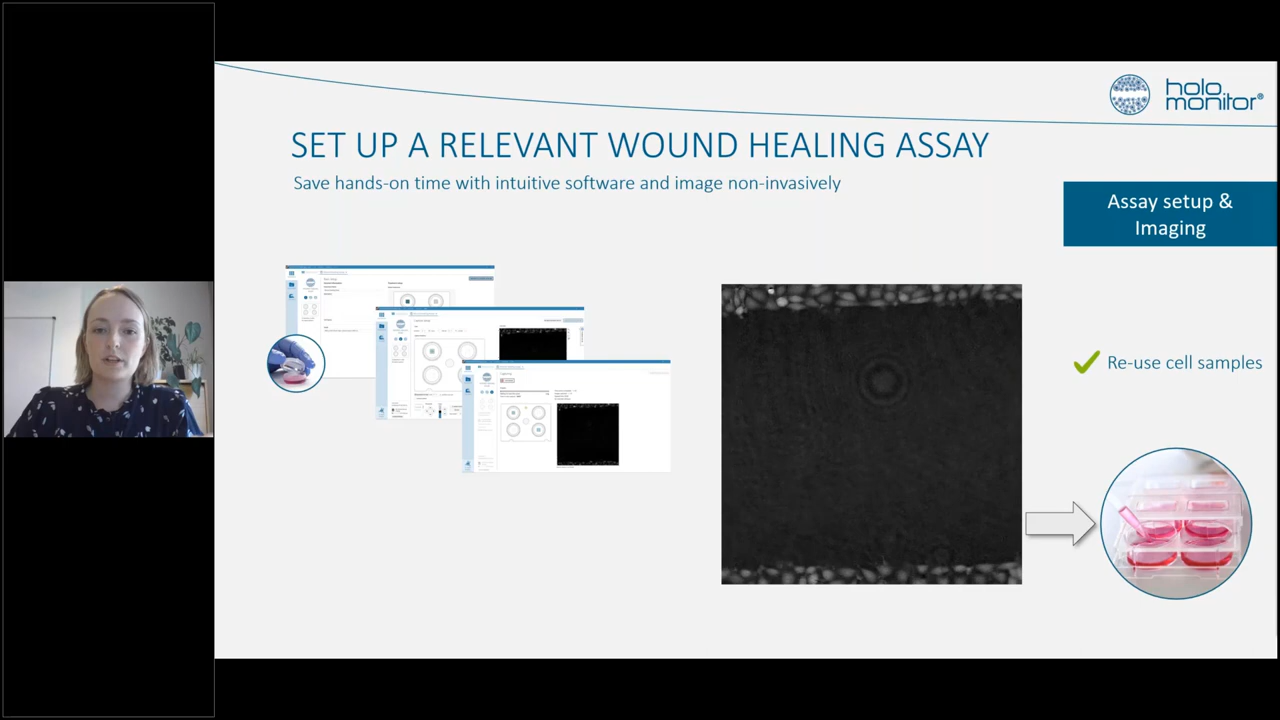 holo
monitor®
SET UP A RELEVANT WOUND HEALING ASSAY
Save hands-on time with intuitive software and image non-invasively
Assay setup &
Imaging
Re-use cell samples